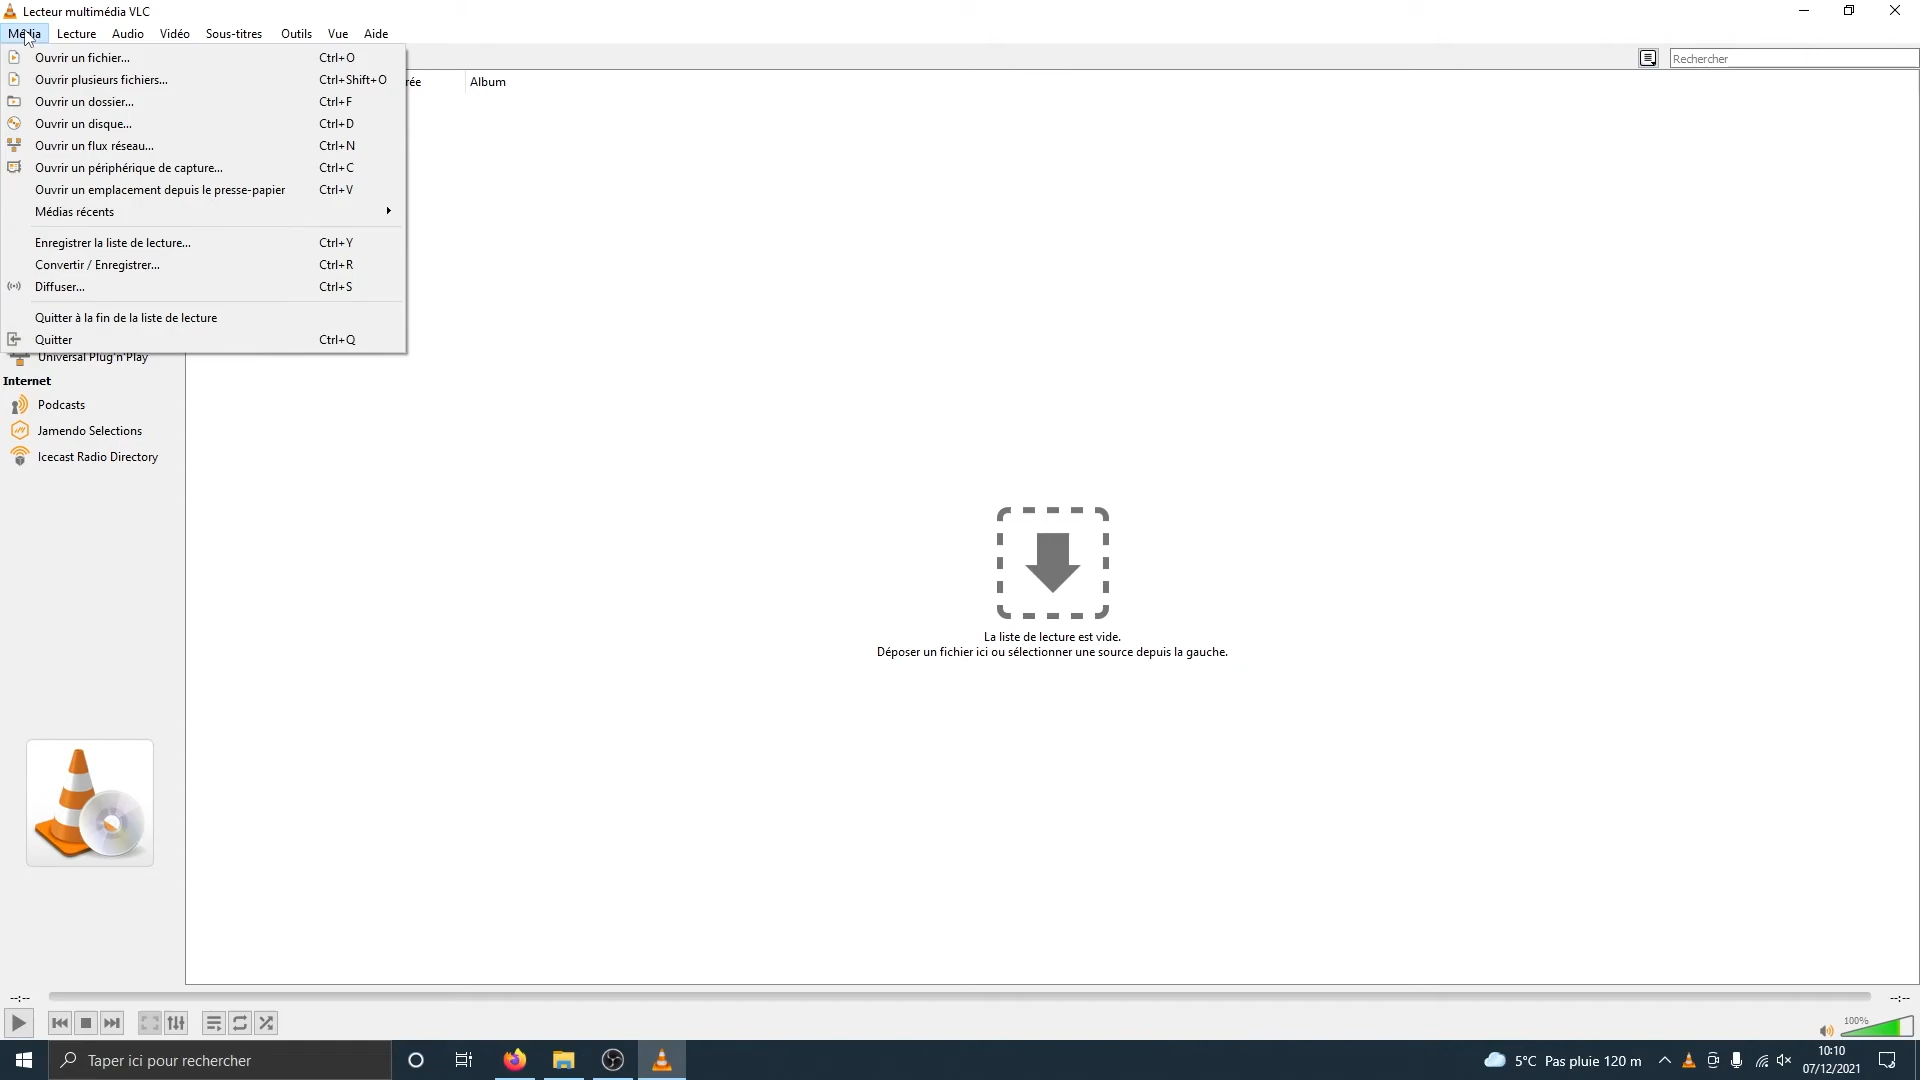 Lecteur multimédia VLC
Média Lecture Audio Vidéo Sous-titres Outils Vue Aide
Ouvrir un fichier... Ctrl+O
Rechercher
Ouvrir plusieurs fichiers... Ctrl+Shift+O
rée Album
Ouvrir un dossier... Ctrl+F
Ouvrir un disque... Ctrl+D
Ouvrir un flux réseau... Ctrl+N
Ouvrir un périphérique de capture... Ctrl+C
Ouvrir un emplacement depuis le presse-papier Ctrl+V
Médias récents
Enregistrer la liste de lecture... Ctrl+Y
Convertir / Enregistrer... Ctrl+R
Diffuser... Ctrl+S
Quitter à la fin de la liste de lecture
Quitter Ctrl+Q
Universal Plug'n'Play
Internet
Podcasts
Jamendo Selections
Icecast Radio Directory
La liste de lecture est vide.
Déposer un fichier ici ou sélectionner une source depuis la gauche.
--:-- --:--
100%
Taper ici pour rechercher
5°C Pas pluie 120 m
10:10
07/12/2021